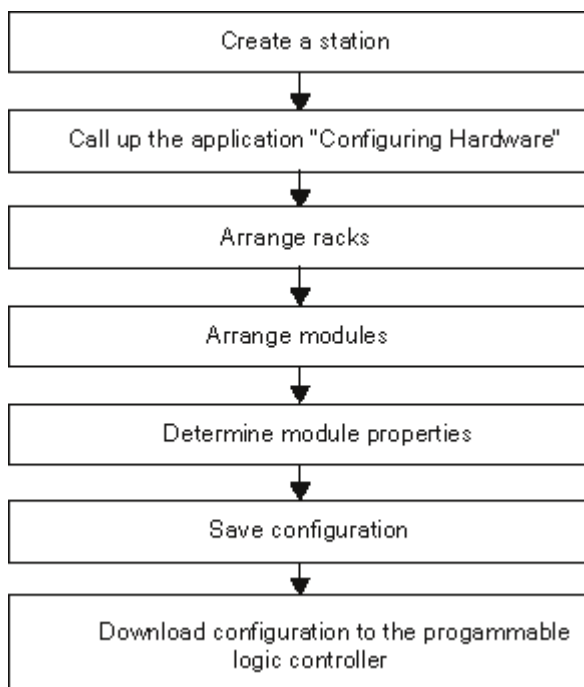 Create a station
Call up the application "Configuring Hardware"
Arrange racks
Arrange modules
Determine module properties
Save configuration
Download configuration to the progammable
logic controller